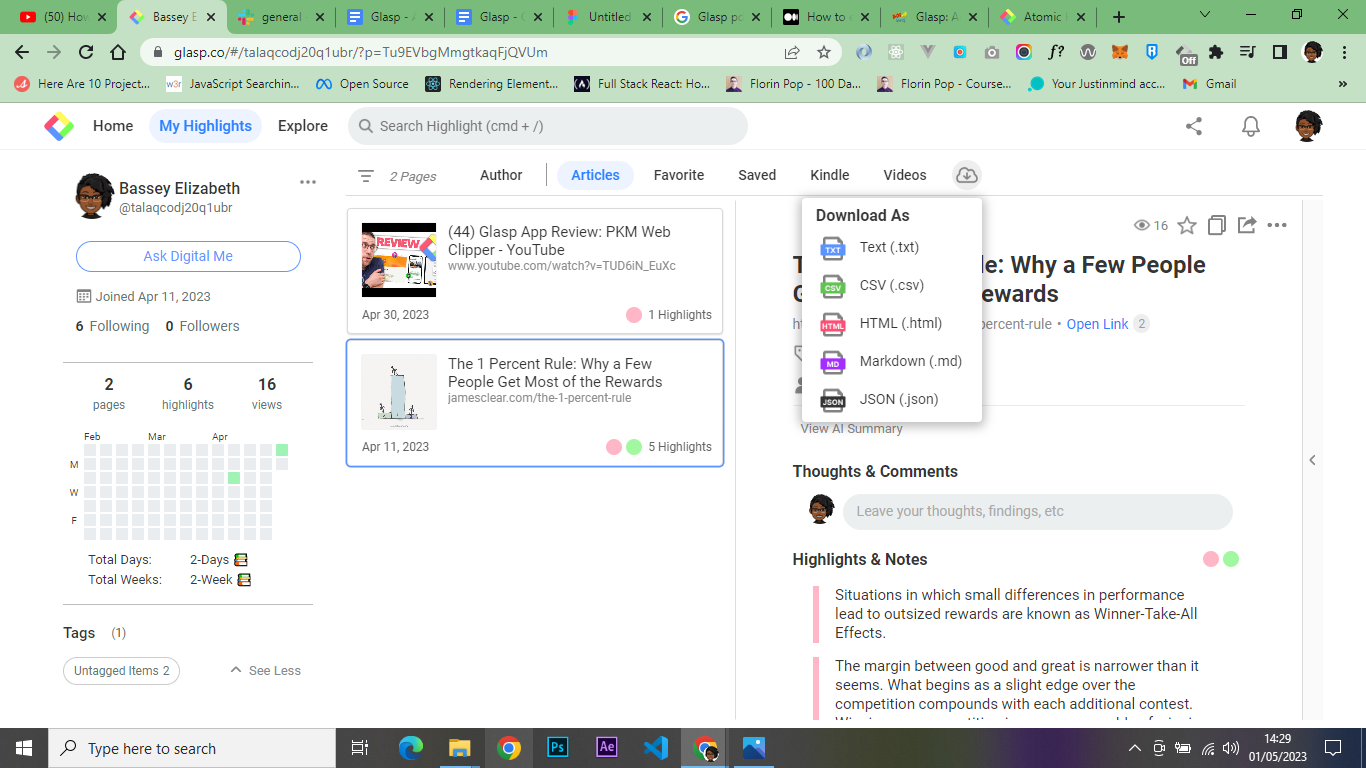 (50) How
Bassey E
general
Glasp - A
Glasp - C
Untitled
Glasp po
How to
Glasp: A
Atomic
glasp.co/#/talaqcodj20q1ubr/?p=Tu9EVbgMmgtkaqFjQVUm
f?
Off
Here Are 10 Project...
w3r
JavaScript Searchin...
Open Source
Rendering Element...
Full Stack React: Ho...
Florin Pop - 100 Da...
Florin Pop - Course...
Your Justinmind acc...
Gmail
»
Home
My Highlights
Explore
Search Highlight (cmd + /)
Bassey Elizabeth
@talaqcodj20q1ubr
Ask Digital Me
Joined Apr 11, 2023
6 Following 0 Followers
2 6 16
pages highlights views
Feb Mar Apr
M
W
F
Total Days: 2-Days
Total Weeks: 2-Week
Tags (1)
Untagged Items 2
See Less
2 Pages
Author
Articles
Favorite
Saved
Kindle
Videos
REVIEW
(44) Glasp App Review: PKM Web
Clipper - YouTube
www.youtube.com/watch?v=TUD6iN_EuXc
Apr 30, 2023
1 Highlights
The 1 Percent Rule: Why a Few
People Get Most of the Rewards
jamesclear.com/the-1-percent-rule
Apr 11, 2023
5 Highlights
Download As
TXT Text (.txt)
CSV CSV (.csv)
HTML HTML (.html)
MD Markdown (.md)
JSON JSON (.json)
16
le: Why a Few People
ewards
percent-rule • Open Link 2
View AI Summary
Thoughts & Comments
Leave your thoughts, findings, etc
Highlights & Notes
Situations in which small differences in performance
lead to outsized rewards are known as Winner-Take-All
Effects.
The margin between good and great is narrower than it
seems. What begins as a slight edge over the
competition compounds with each additional contest.
Type here to search
Ps
Ae
14:29
01/05/2023